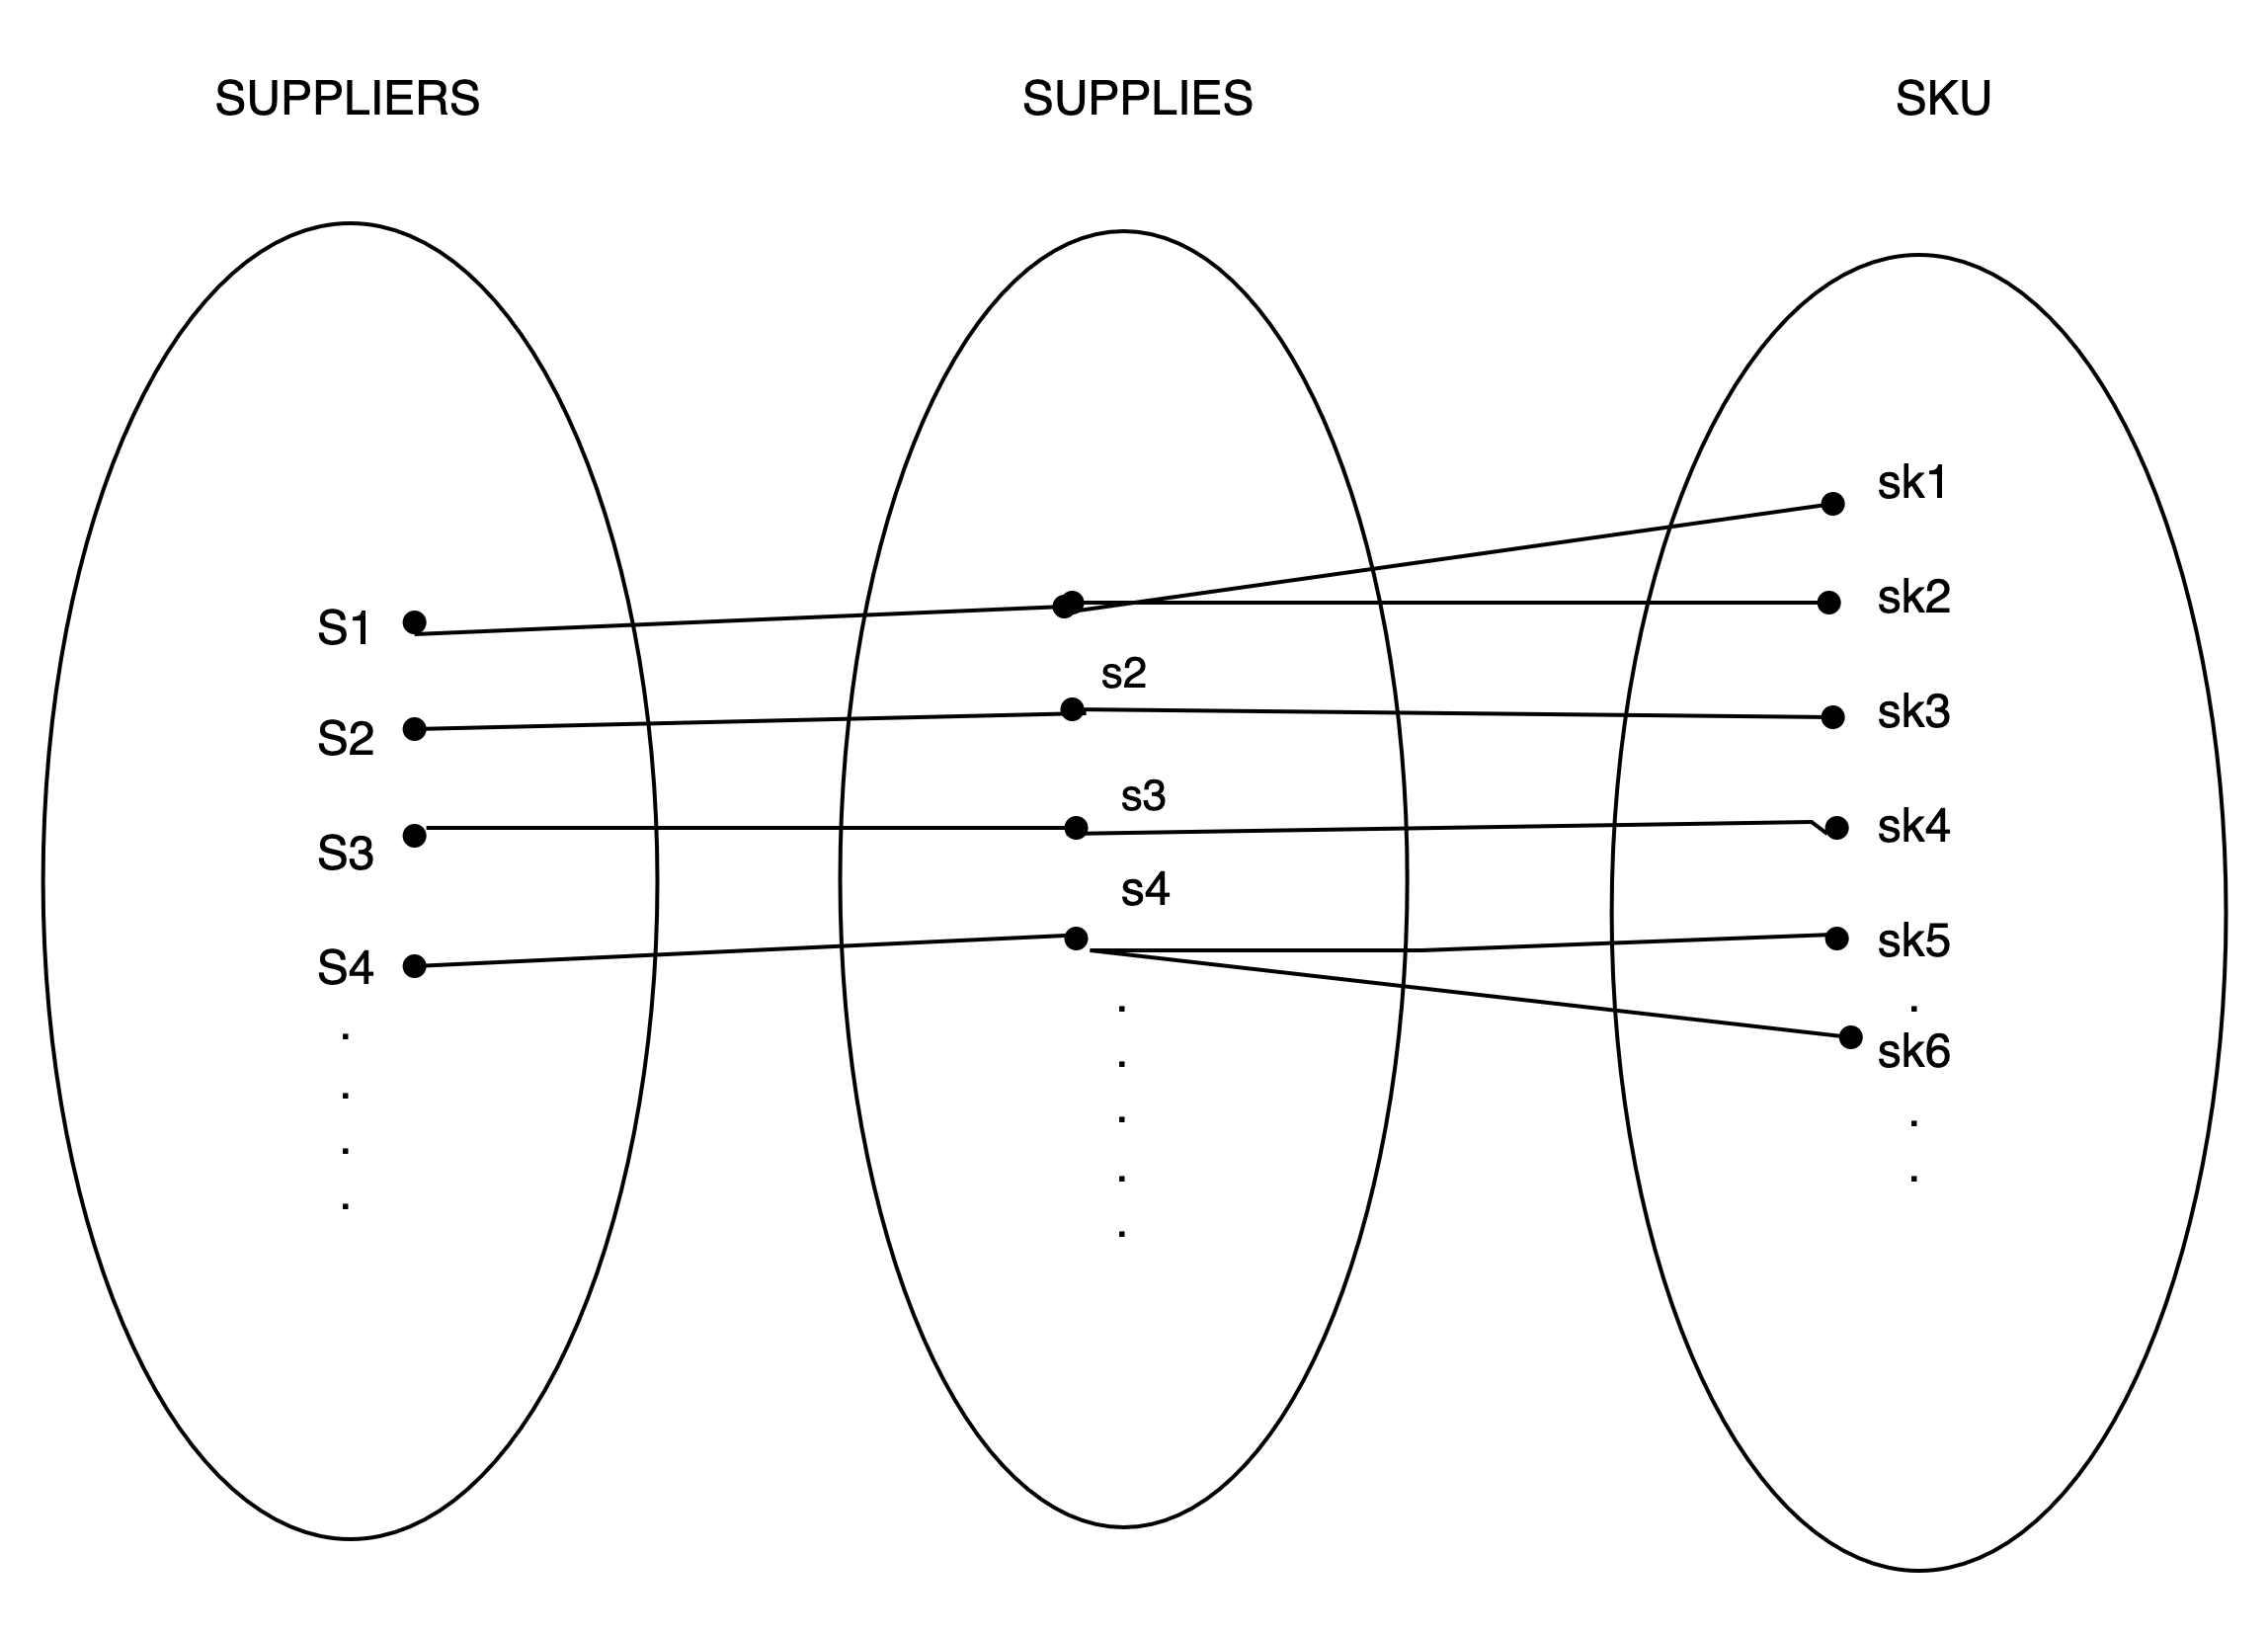 SUPPLIERS
SUPPLIES
SKU
S1
S2
S3
S4
.
.
.
.
s2
s3
s4
.
.
.
.
.
sk1
sk2
sk3
sk4
sk5
.
sk6
.
.